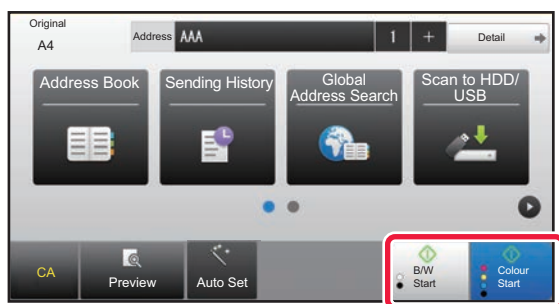 Original
A4
Address AAA 1 + Detail
Address Book
Sending History
Global
Address Search
Scan to HDD/
USB
CA
Preview
Auto Set
B/W
Start
Colour
Start